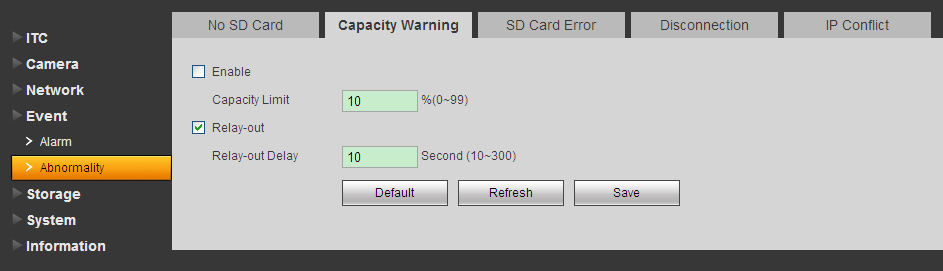 No SD Card
Capacity Warning
SD Card Error
Disconnection
IP Conflict
ITC
Camera
Network
Event
Alarm
Abnormality
Storage
System
Information
Enable
Capacity Limit 10 %(0~99)
Relay-out
Relay-out Delay 10 Second (10~300)
Default Refresh Save